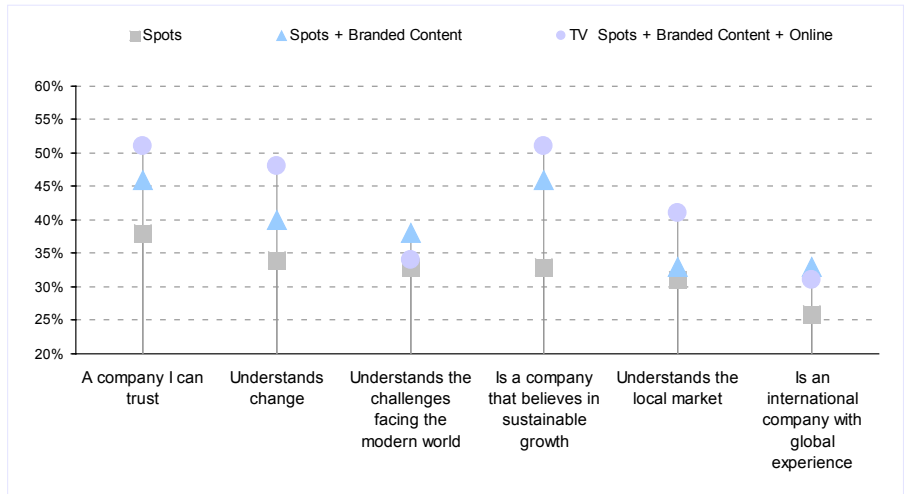 Spots
Spots + Branded Content
TV Spots + Branded Content + Online
60%
55%
50%
45%
40%
35%
30%
25%
20%
A company I can
trust
Understands
change
Understands the
challenges
facing the
modern world
Is a company
that believes in
sustainable
growth
Understands the
local market
Is an
international
company with
global
experience